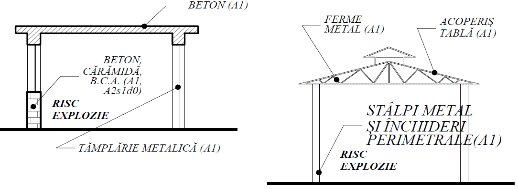 BETON (A1)
BETON,
CĂRĂMIDĂ,
B.C.A. (A1,
A2s1d0)
RISC
EXPLOZIE
TÂMPLĂRIE METALICĂ (A1)
FERME
METAL (A1)
ACOPERIȘ
TABLĂ (A1)
STÂLPI METAL
ȘI ÎNCHIDERI
PERIMETRALE(A1)
RISC
EXPLOZIE